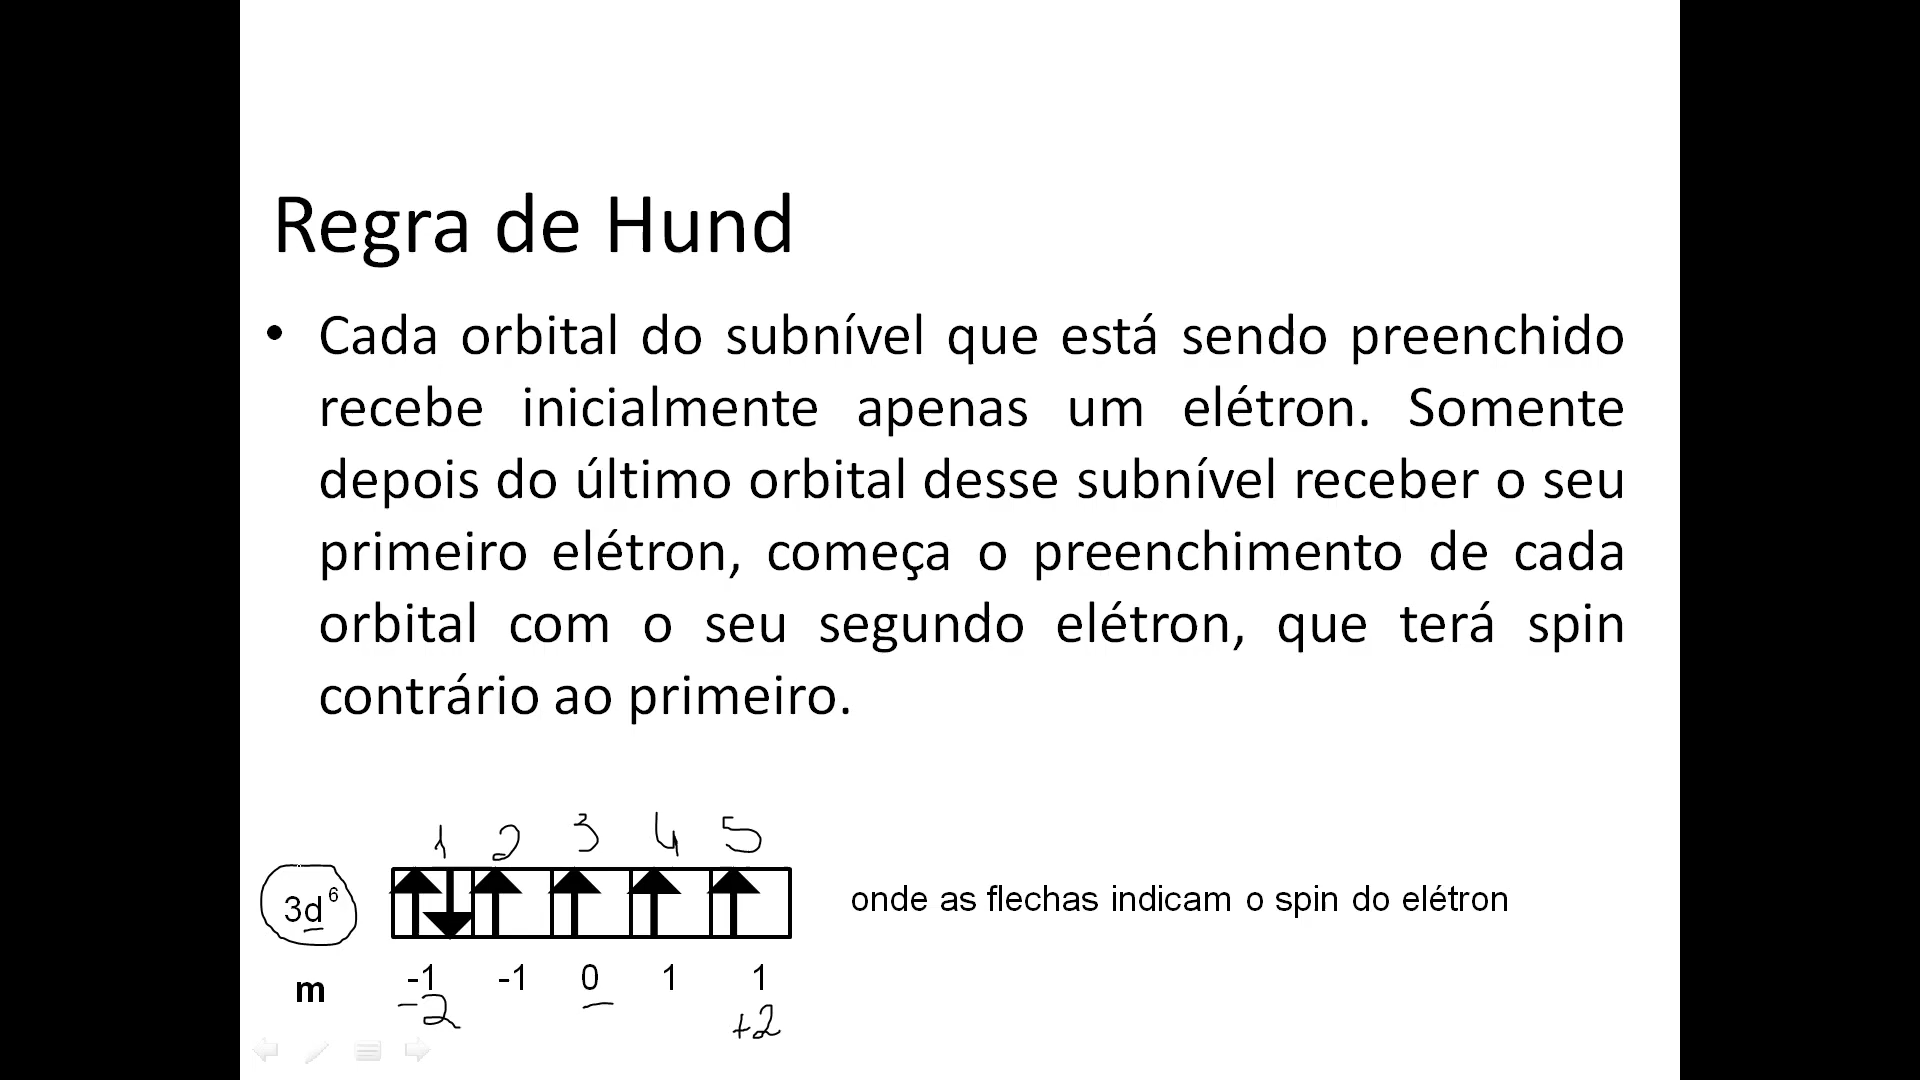 Regra de Hund
• Cada orbital do subnível que está sendo preenchido
recebe inicialmente apenas um elétron. Somente
depois do último orbital desse subnível receber o seu
primeiro elétron, começa o preenchimento de cada
orbital com o seu segundo elétron, que terá spin
contrário ao primeiro.
1 2 3 4 5
3d⁶ onde as flechas indicam o spin do elétron
m -1 -1 0 1 1
-2 +2